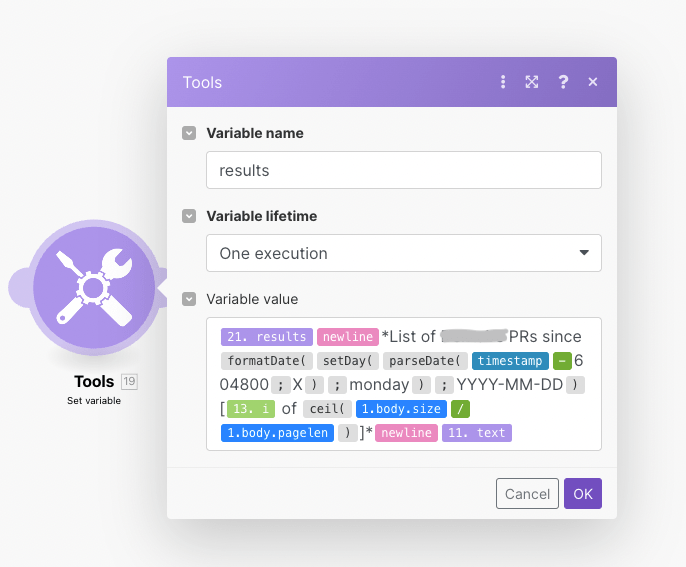 Tools
Variable name
results
Variable lifetime
One execution
Variable value
21. results newline *List of PRs since
formatDate( setDay( parseDate( timestamp - 6
04800 ; X ) ; monday ) ; YYYY-MM-DD )
[ 13. i of ceil( 1.body.size /
1.body.pagelen ) ]* newline 11. text
Tools 19
Set variable
Cancel OK